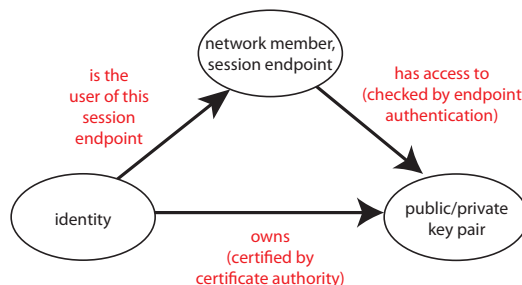 network member,
session endpoint
is the
user of this
session
endpoint
has access to
(checked by endpoint
authentication)
identity
public/private
key pair
owns
(certified by
certificate authority)